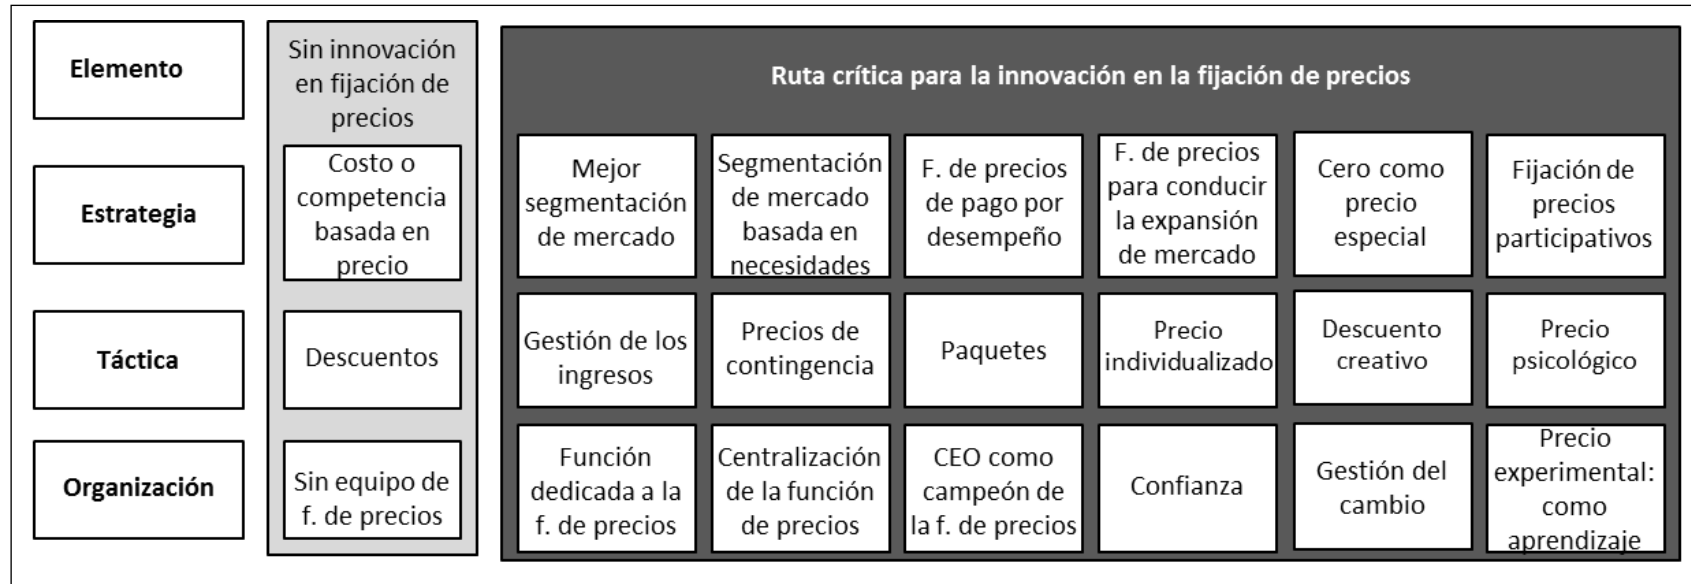 Elemento
Sin innovación
en fijación de
precios
Ruta crítica para la innovación en la fijación de precios
Estrategia
Costo o
competencia
basada en
precio
Mejor
segmentación
de mercado
Segmentación
de mercado
basada en
necesidades
F. de precios
de pago por
desempeño
F. de precios
para conducir
la expansión
de mercado
Cero como
precio
especial
Fijación de
precios
participativos
Táctica
Descuentos
Gestión de los
ingresos
Precios de
contingencia
Paquetes
Precio
individualizado
Descuento
creativo
Precio
psicológico
Organización
Sin equipo de
f. de precios
Función
dedicada a la
f. de precios
Centralización
de la función
de precios
CEO como
campeón de
la f. de precios
Confianza
Gestión del
cambio
Precio
experimental:
como
aprendizaje